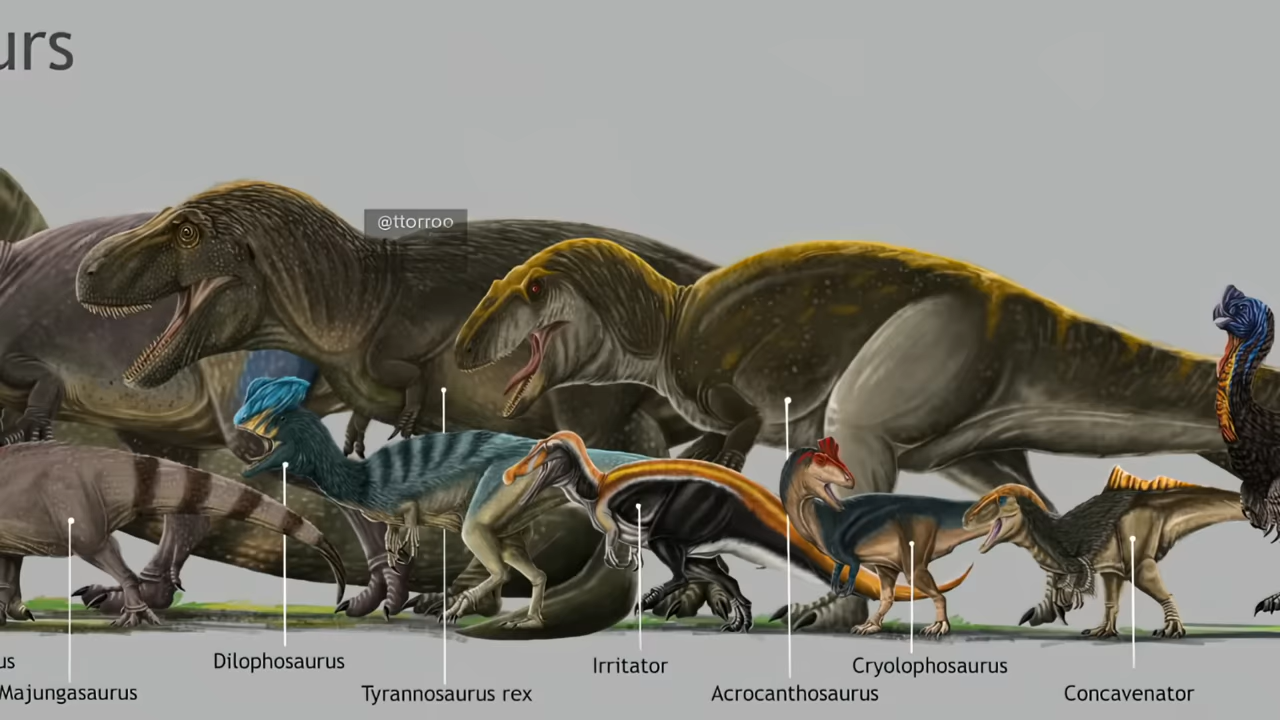 urs
@ttorroo
us
Dilophosaurus
Irritator
Cryolophosaurus
Majungasaurus
Tyrannosaurus rex
Acrocanthosaurus
Concavenator